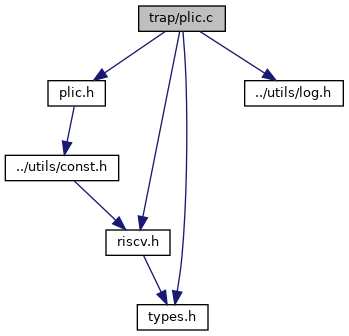 trap/plic.c
plic.h
../utils/log.h
../utils/const.h
riscv.h
types.h